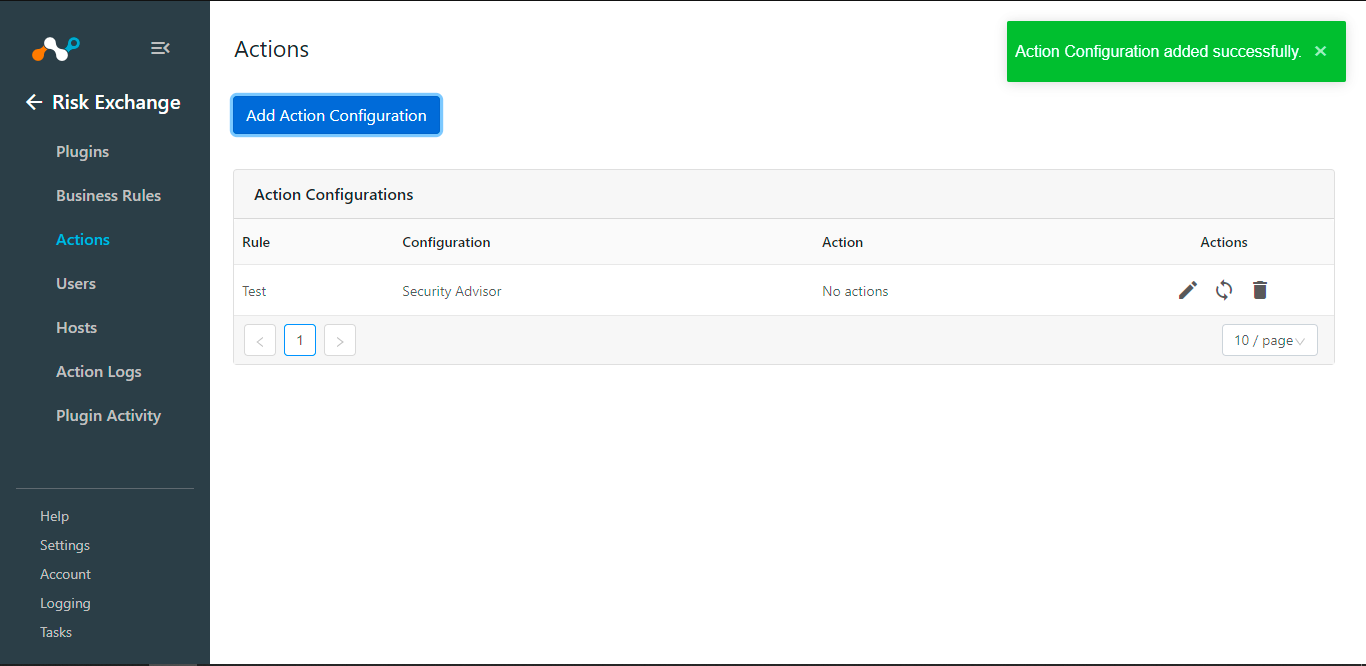 Risk Exchange
Plugins
Business Rules
Actions
Users
Hosts
Action Logs
Plugin Activity
Help
Settings
Account
Logging
Tasks
Actions
Action Configuration added successfully. ×
Add Action Configuration
Action Configurations
Rule Configuration Action Actions
Test Security Advisor No actions
< 1 > 10 / page